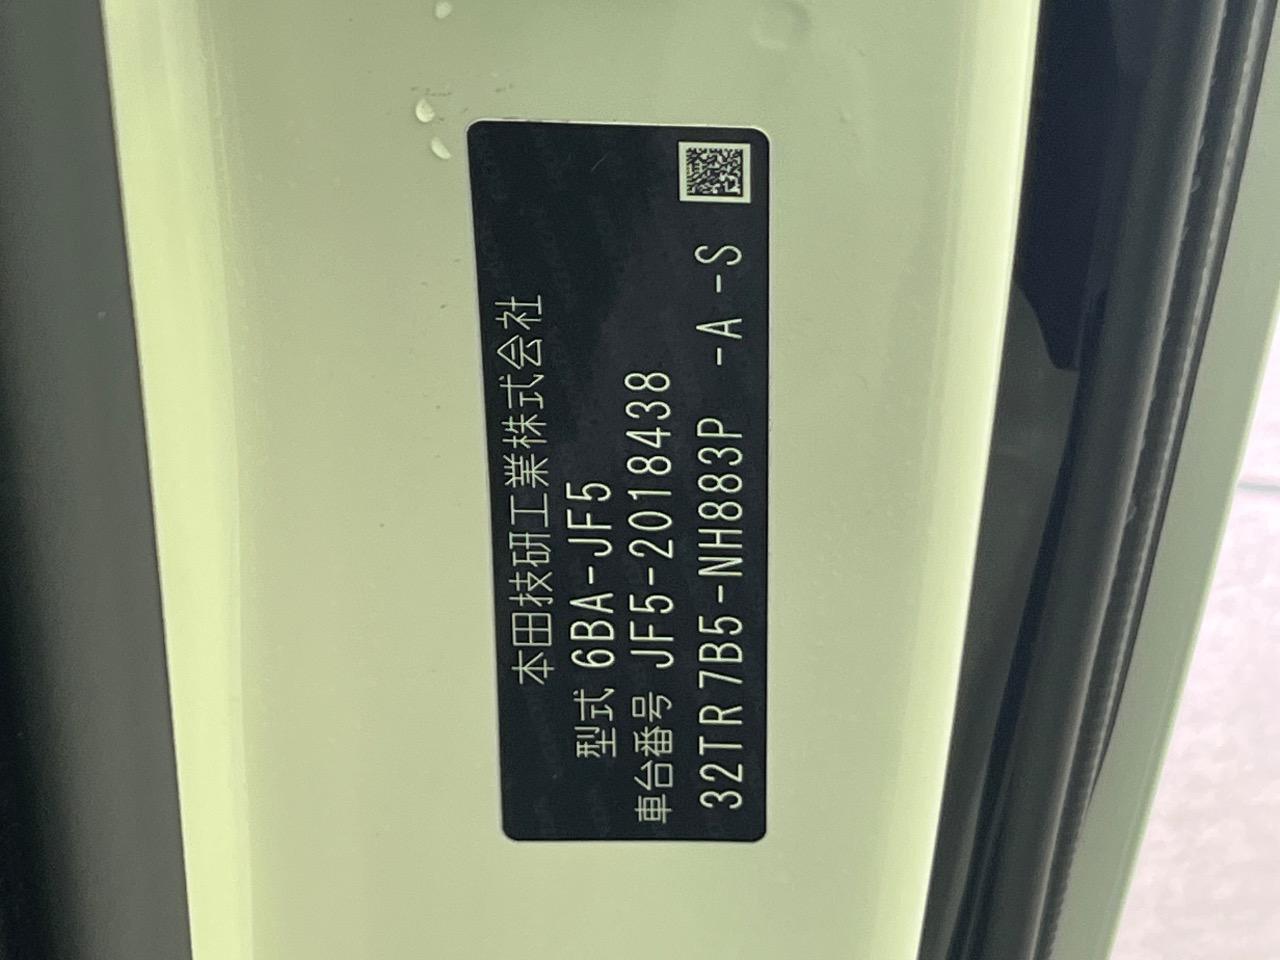 本田技研工業株式会社
型式 6BA-JF5
車台番号 JF5-2018438
32TR 7B5-NH883P -A -S